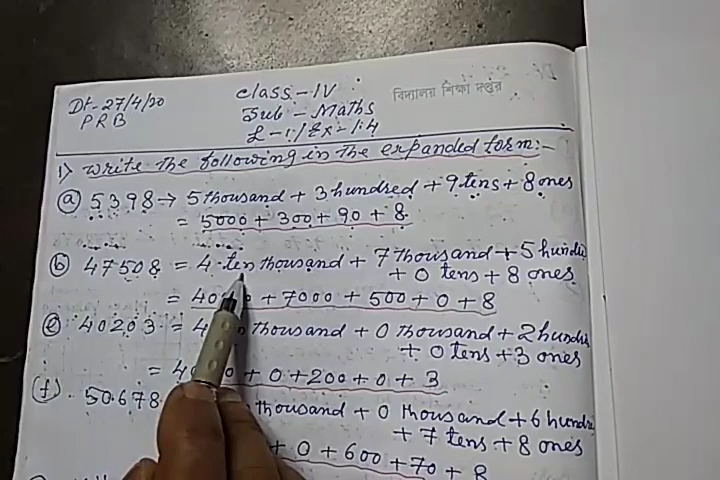 Dt-27/4/20
PRB
Class-IV
Sub-Maths
L-1/Ex-1.4
বিদ্যালয় শিক্ষা দপ্তর
1) Write the following in the expanded form:-
(a) 5398 → 5 thousand + 3 hundred + 9 tens + 8 ones
= 5000 + 300 + 90 + 8.
(b) 47508 = 4 ten thousand + 7 thousand + 5 hundre
+ 0 tens + 8 ones
+ 7000 + 500 + 0 + 8
(e) 40203 = 4 thousand + 0 thousand + 2 hundre
+ 0 tens + 3 ones
+ 0 + 200 + 0 + 3
(f) 50678 thousand + 0 thousand + 6 hundre
+ 7 tens + 8 ones
+ 0 + 600 + 70 + 8